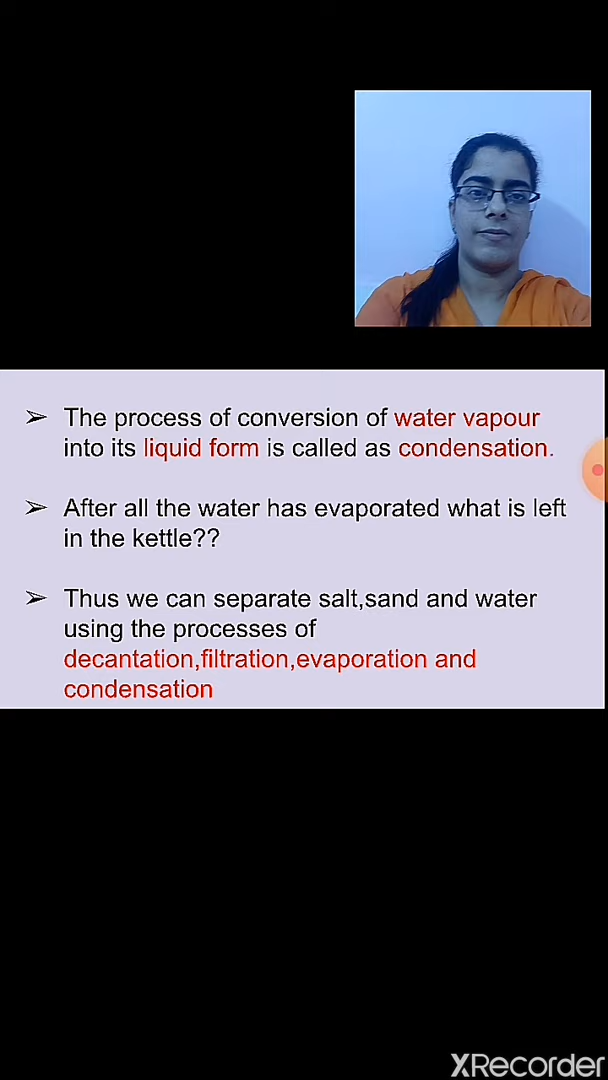 ➢ The process of conversion of water vapour
into its liquid form is called as condensation.
➢ After all the water has evaporated what is left
in the kettle??
➢ Thus we can separate salt,sand and water
using the processes of
decantation,filtration,evaporation and
condensation
XRecorder